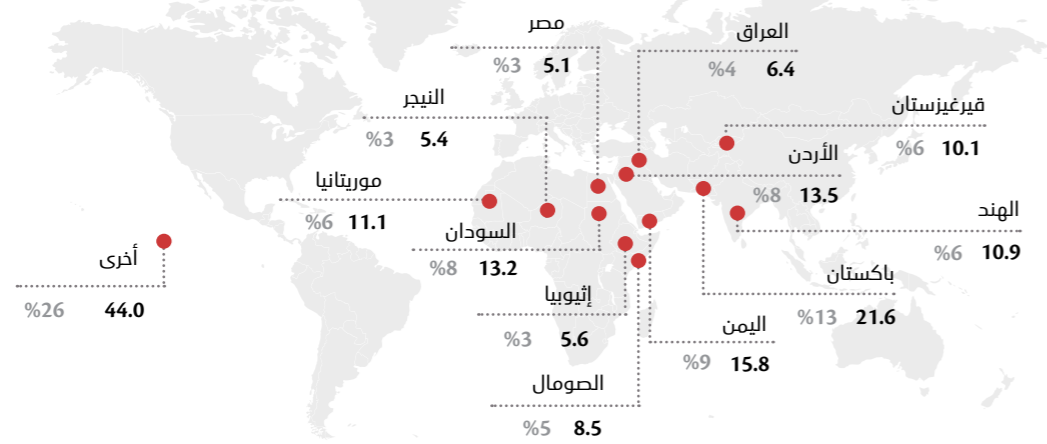 مصر
5.1 %3
العراق
6.4 %4
النيجر
5.4 %3
قيرغيزستان
10.1 %6
الأردن
13.5 %8
موريتانيا
11.1 %6
الهند
10.9 %6
السودان
13.2 %8
أخرى
44.0 %26
باكستان
21.6 %13
إثيوبيا
5.6 %3
اليمن
15.8 %9
الصومال
8.5 %5